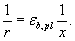 1/r = ε_{b,pl} 1/x.